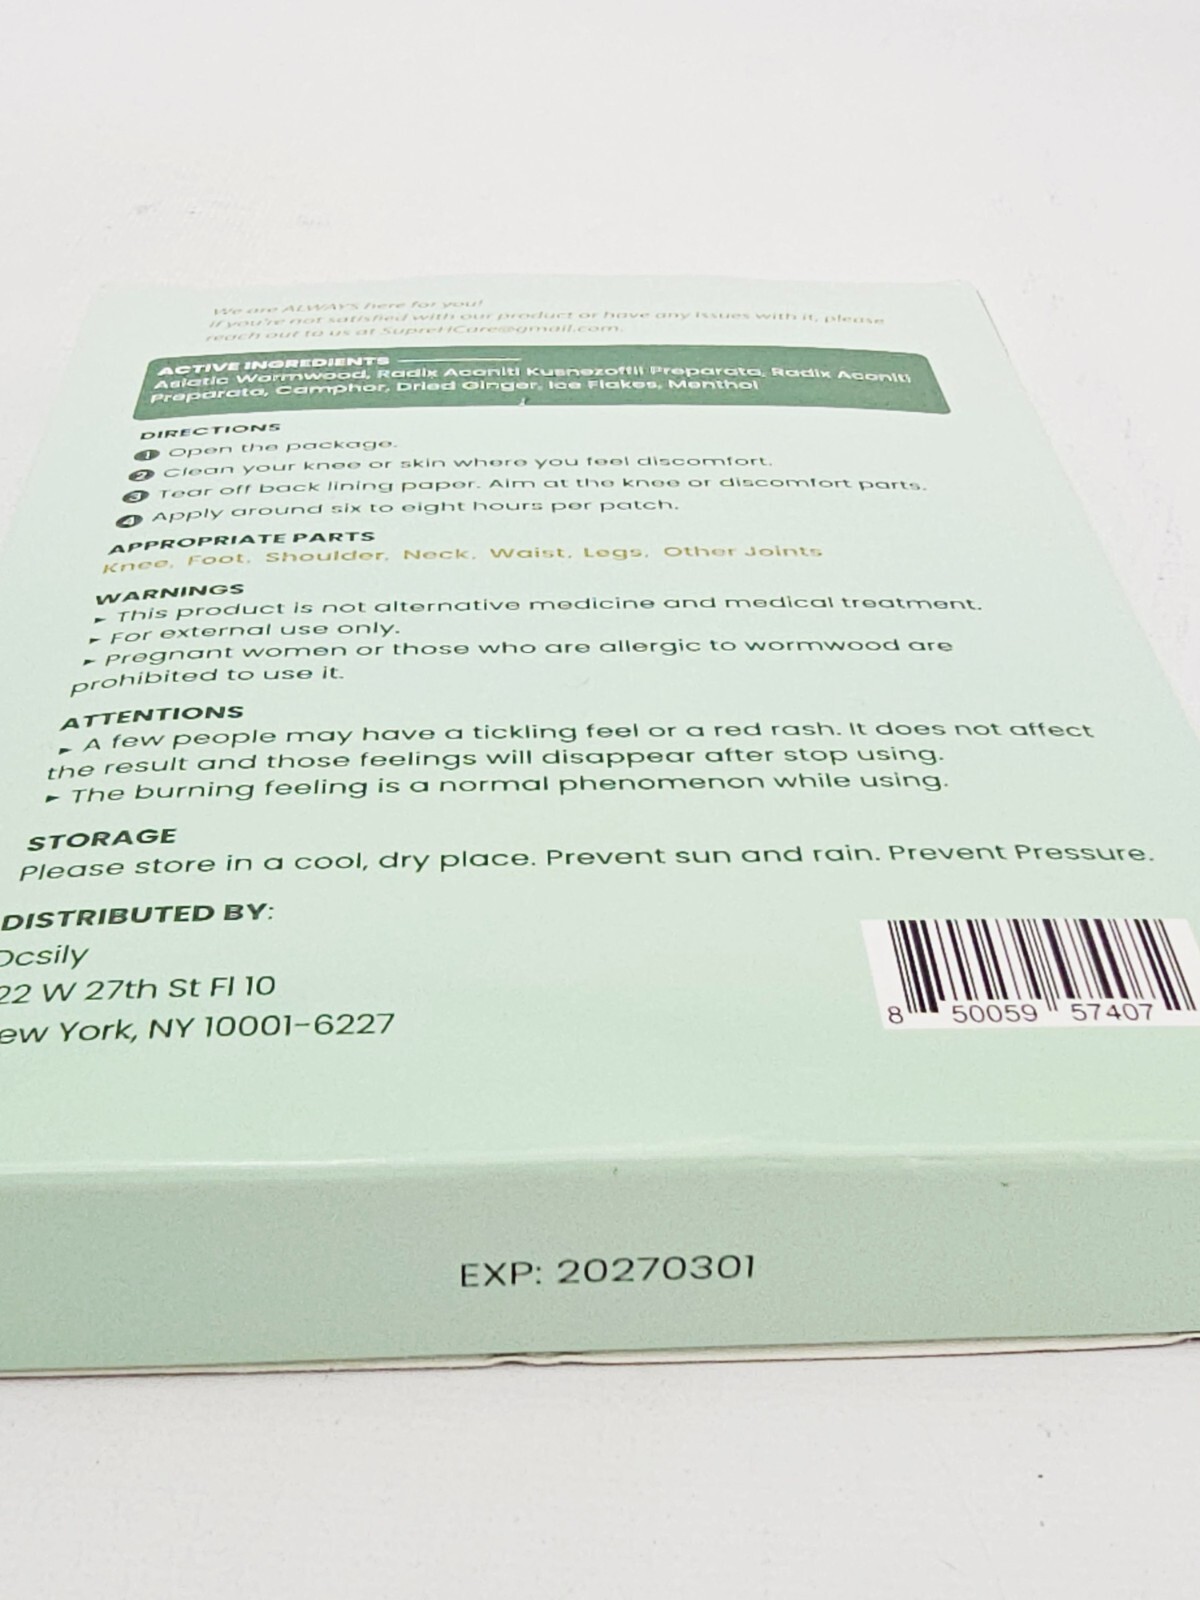 We are ALWAYS here for you!
If you're not satisfied with our product or have any issues with it, please
reach out to us at SupreHCare@gmail.com.
ACTIVE INGREDIENTS
Asiatic Wormwood, Radix Aconiti Kusnezoffii Preparata, Radix Aconiti
Preparata, Camphor, Dried Ginger, Ice Flakes, Menthol
DIRECTIONS
1 Open the package.
2 Clean your knee or skin where you feel discomfort.
3 Tear off back lining paper. Aim at the knee or discomfort parts.
4 Apply around six to eight hours per patch.
APPROPRIATE PARTS
Knee, Foot, Shoulder, Neck, Waist, Legs, Other Joints
WARNINGS
► This product is not alternative medicine and medical treatment.
► For external use only.
► Pregnant women or those who are allergic to wormwood are
prohibited to use it.
ATTENTIONS
► A few people may have a tickling feel or a red rash. It does not affect
the result and those feelings will disappear after stop using.
► The burning feeling is a normal phenomenon while using.
STORAGE
Please store in a cool, dry place. Prevent sun and rain. Prevent Pressure.
DISTRIBUTED BY:
Ocsily
22 W 27th St Fl 10
ew York, NY 10001-6227
8 50059 57407
EXP: 20270301